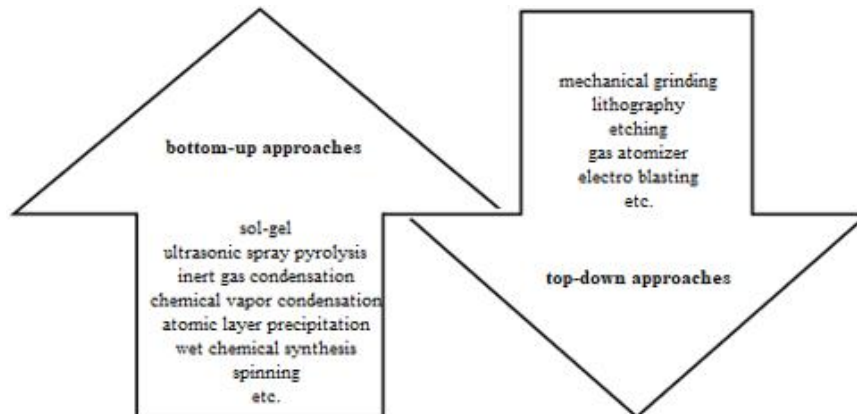 bottom-up approaches
sol-gel
ultrasonic spray pyrolysis
inert gas condensation
chemical vapor condensation
atomic layer precipitation
wet chemical synthesis
spinning
etc.
mechanical grinding
lithography
etching
gas atomizer
electro blasting
etc.
top-down approaches